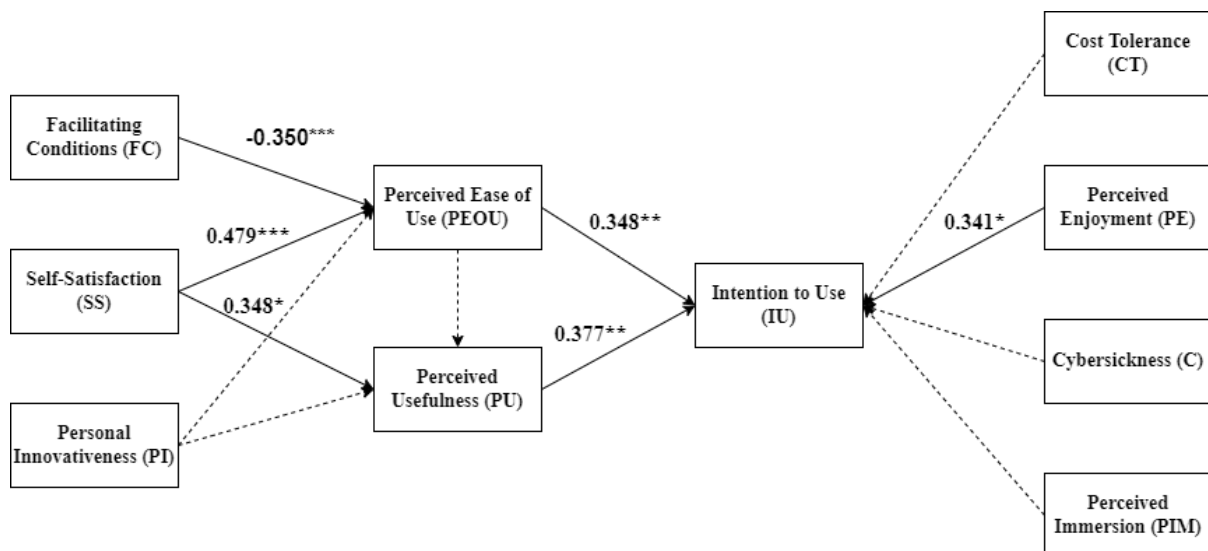 Cost Tolerance
(CT)
Facilitating
Conditions (FC)
-0.350***
Perceived Ease of
Use (PEOU)
Perceived
Enjoyment (PE)
0.479***
0.348**
0.341*
Self-Satisfaction
(SS)
0.348*
Intention to Use
(IU)
0.377**
Perceived
Usefulness (PU)
Cybersickness (C)
Personal
Innovativeness (PI)
Perceived
Immersion (PIM)